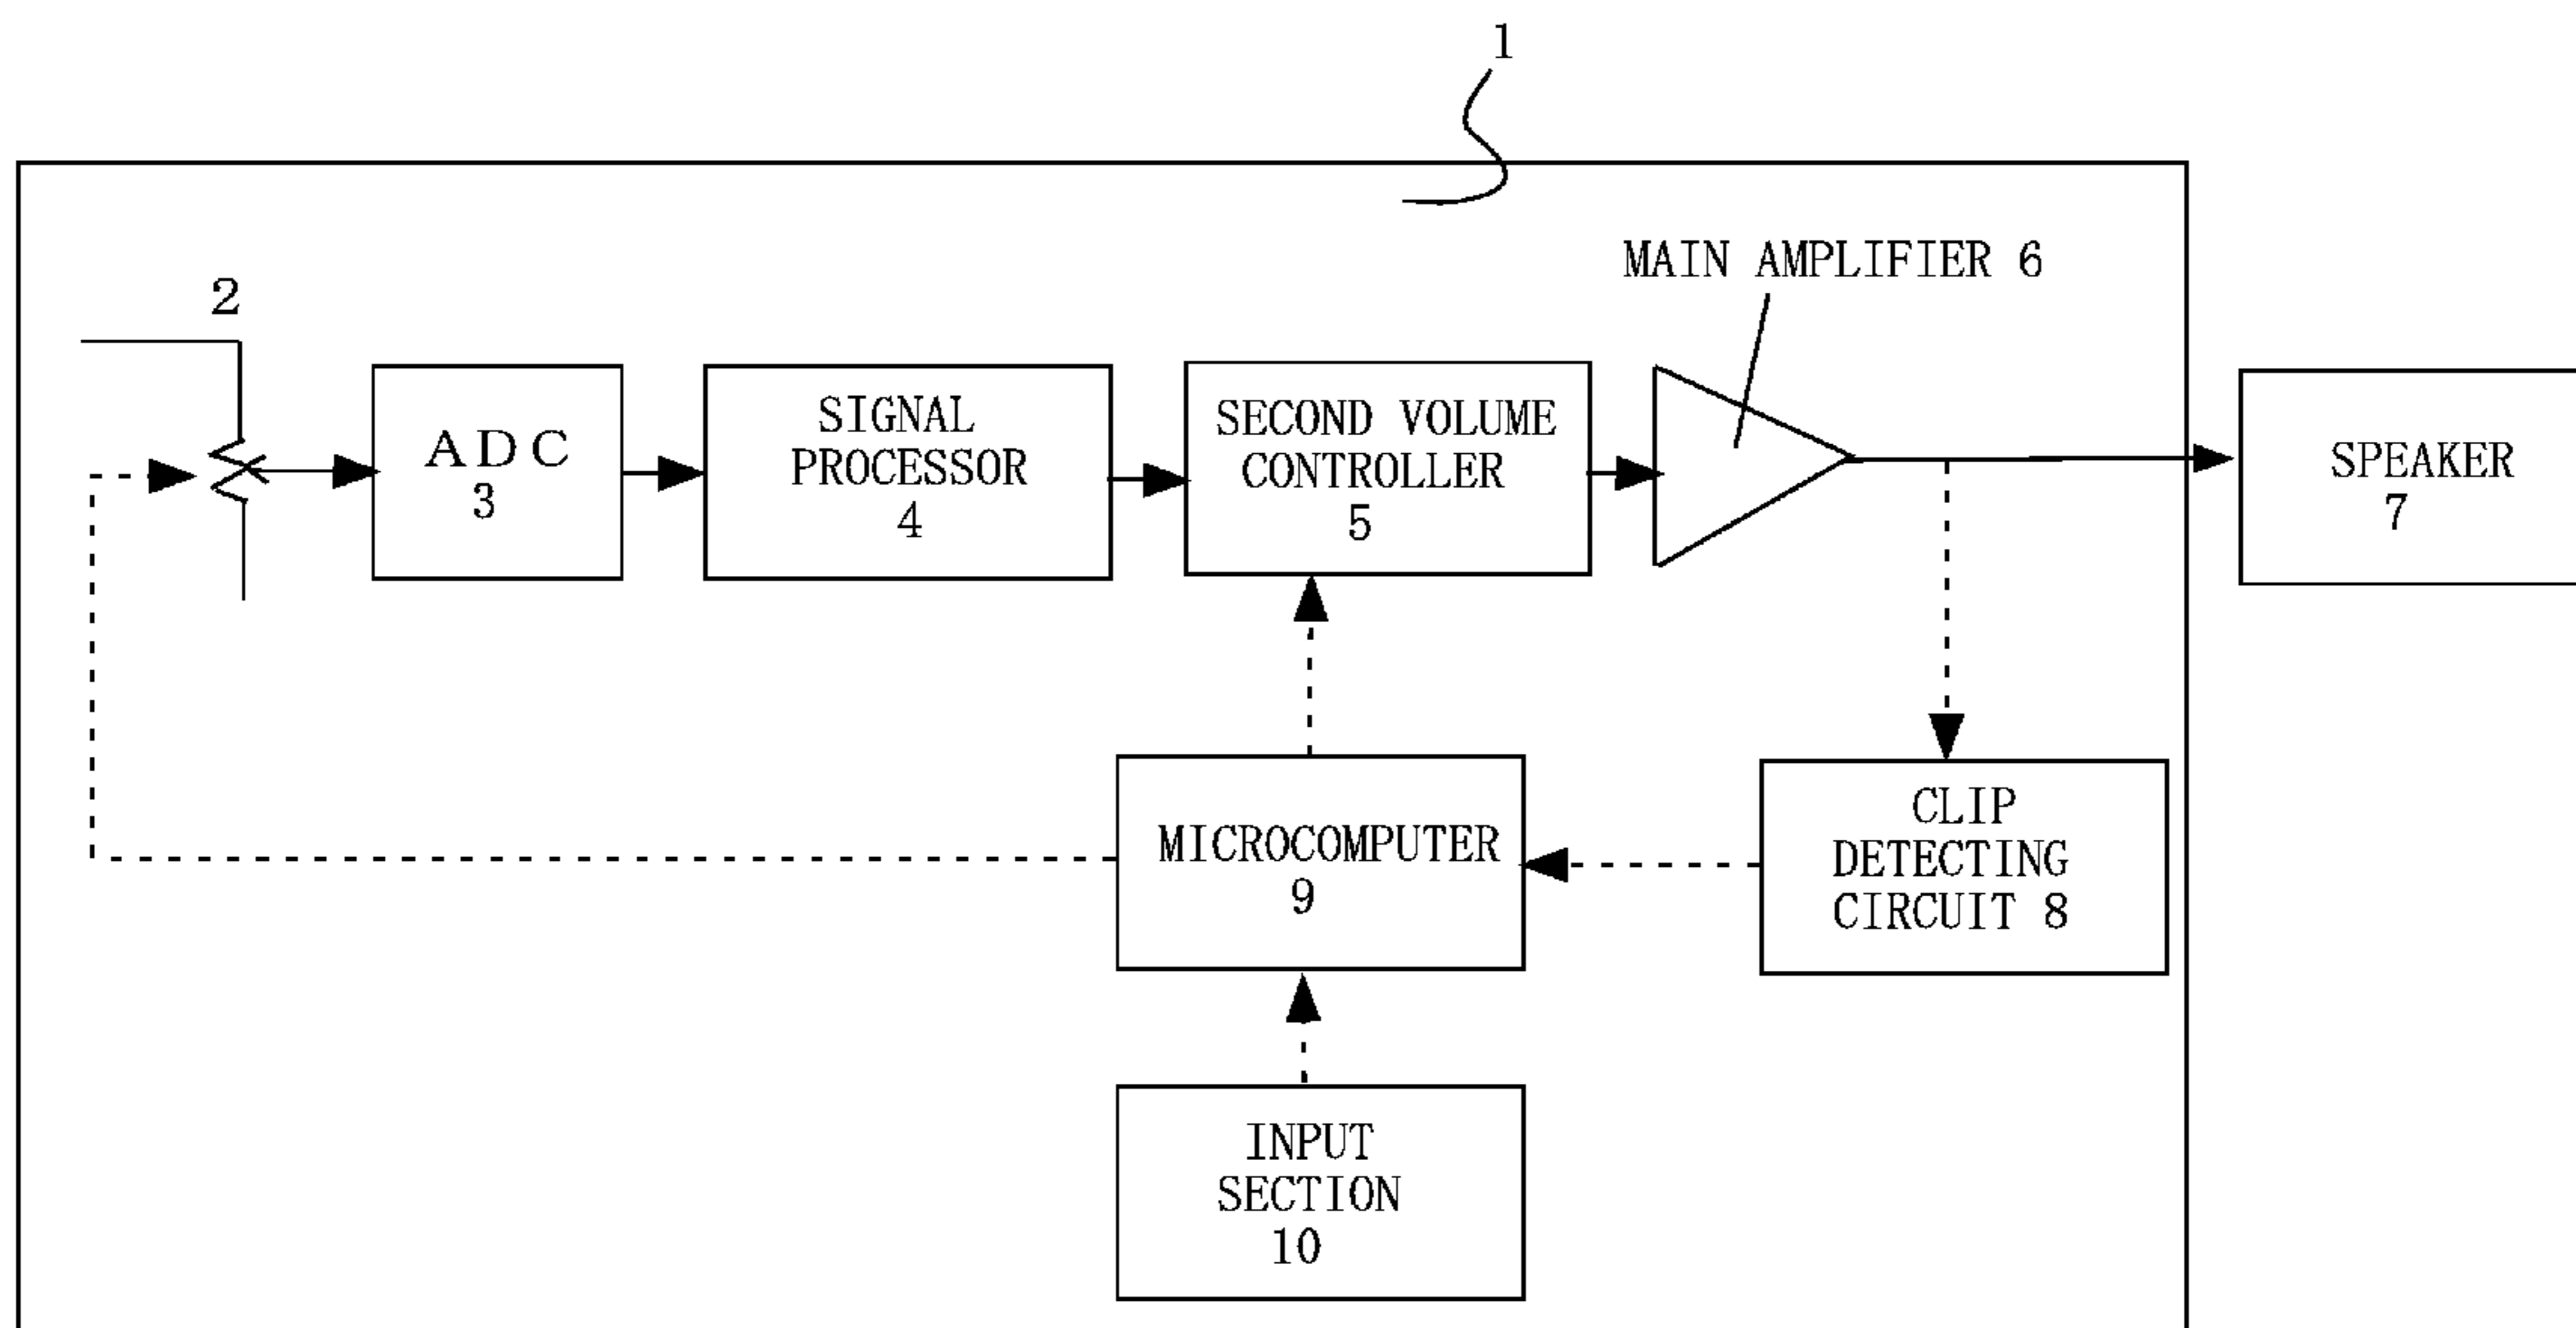 1
MAIN AMPLIFIER 6
2
ADC
3
SIGNAL
PROCESSOR
4
SECOND VOLUME
CONTROLLER
5
SPEAKER
7
MICROCOMPUTER
9
CLIP
DETECTING
CIRCUIT 8
INPUT
SECTION
10